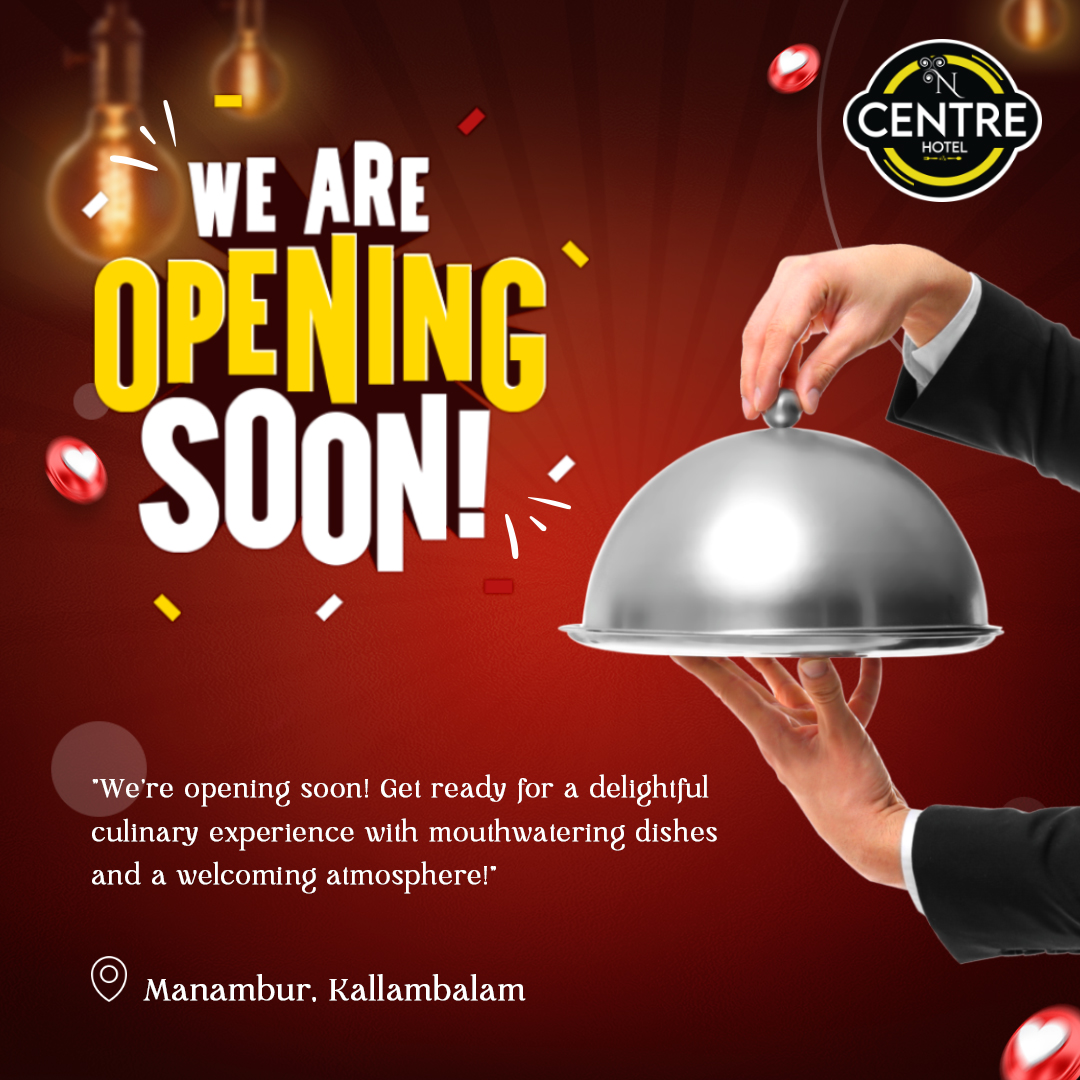 N
CENTRE
HOTEL
WE ARE
OPENING
SOON!
"We're opening soon! Get ready for a delightful
culinary experience with mouthwatering dishes
and a welcoming atmosphere!"
Manambur, Kallambalam